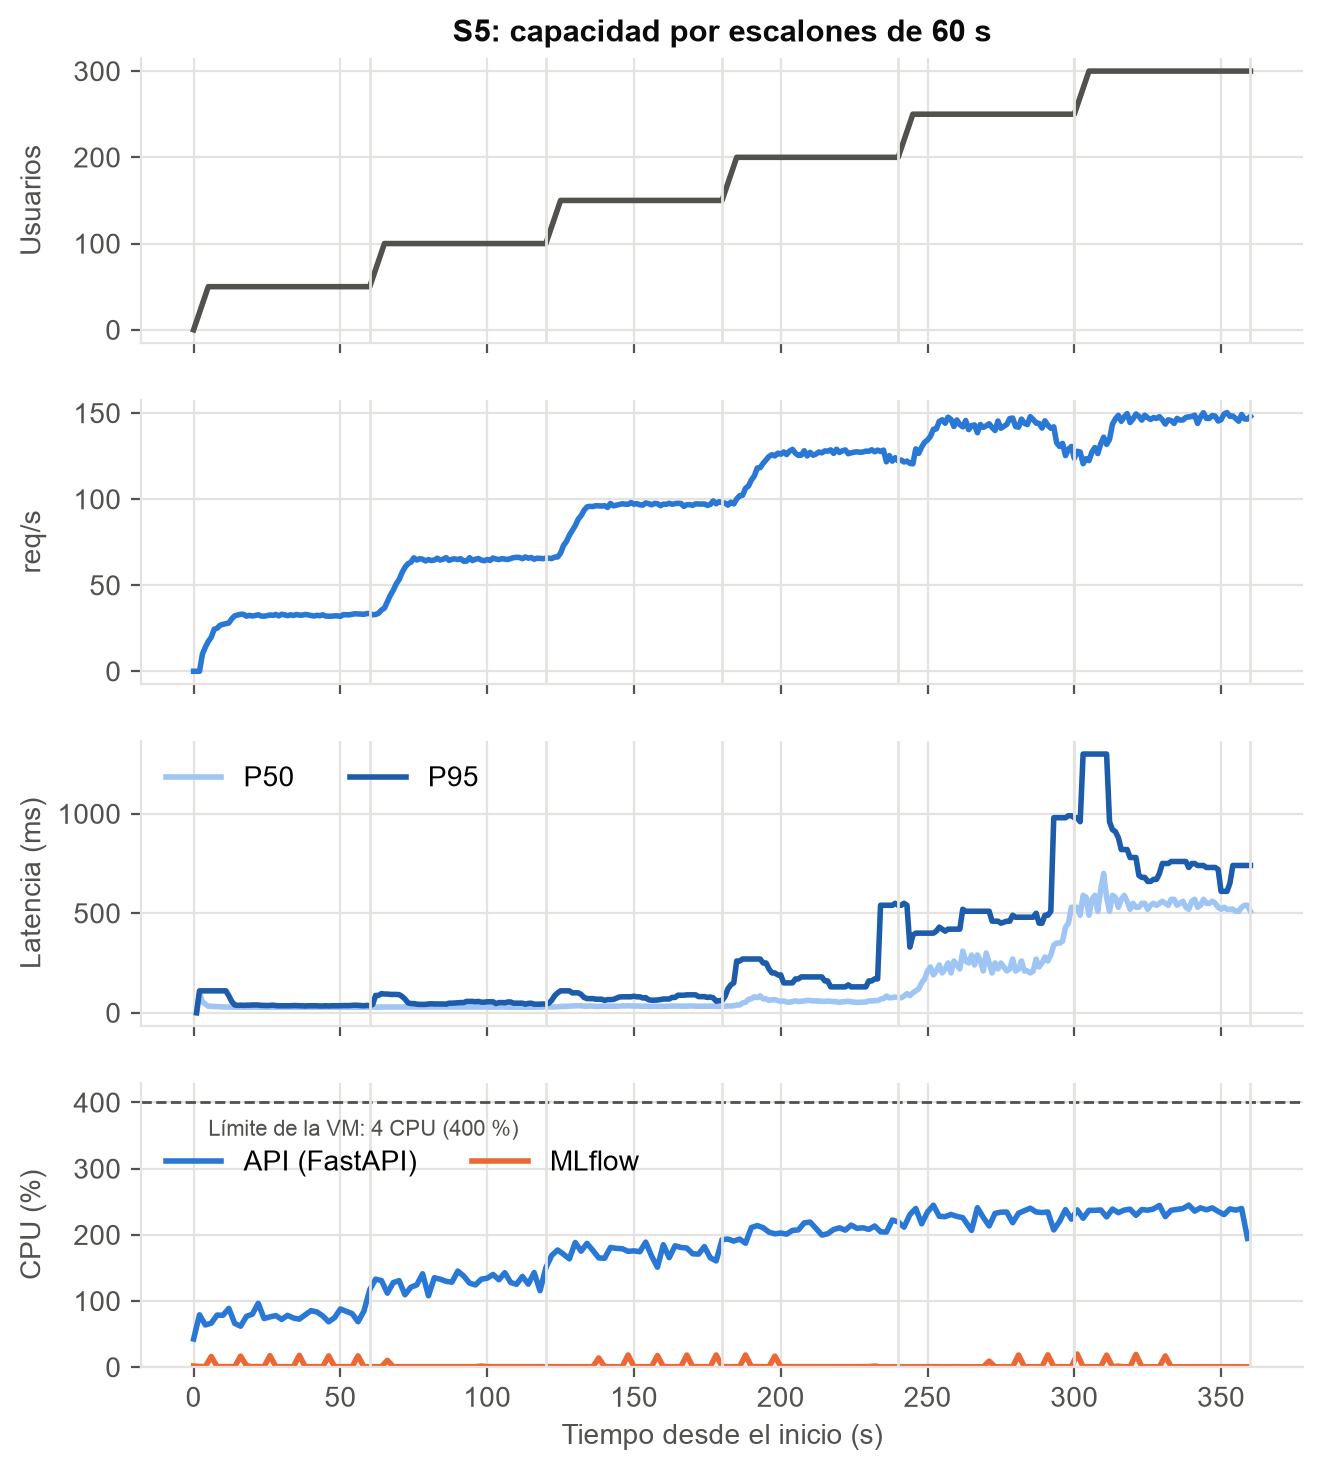 S5: capacidad por escalones de 60 s
300
200
100
0
Usuarios
150
100
50
0
req/s
P50
P95
1000
500
0
Latencia (ms)
400
Límite de la VM: 4 CPU (400 %)
API (FastAPI)
MLflow
300
200
100
0
CPU (%)
0 50 100 150 200 250 300 350
Tiempo desde el inicio (s)